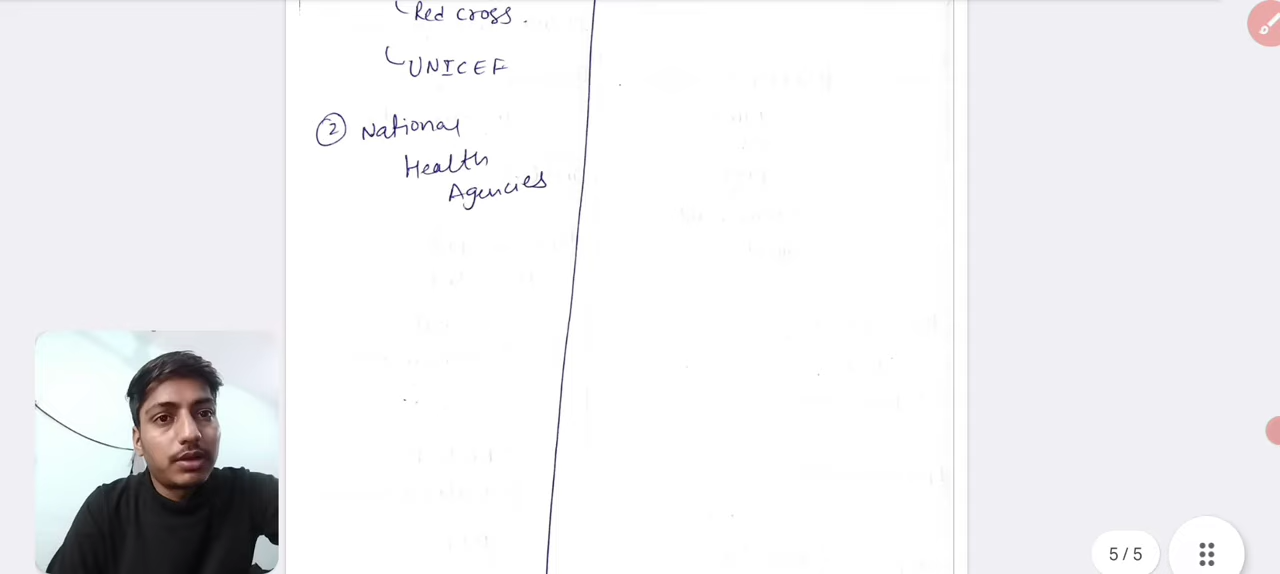 Red Cross.
UNICEF
② National
Health
Agencies
5 / 5